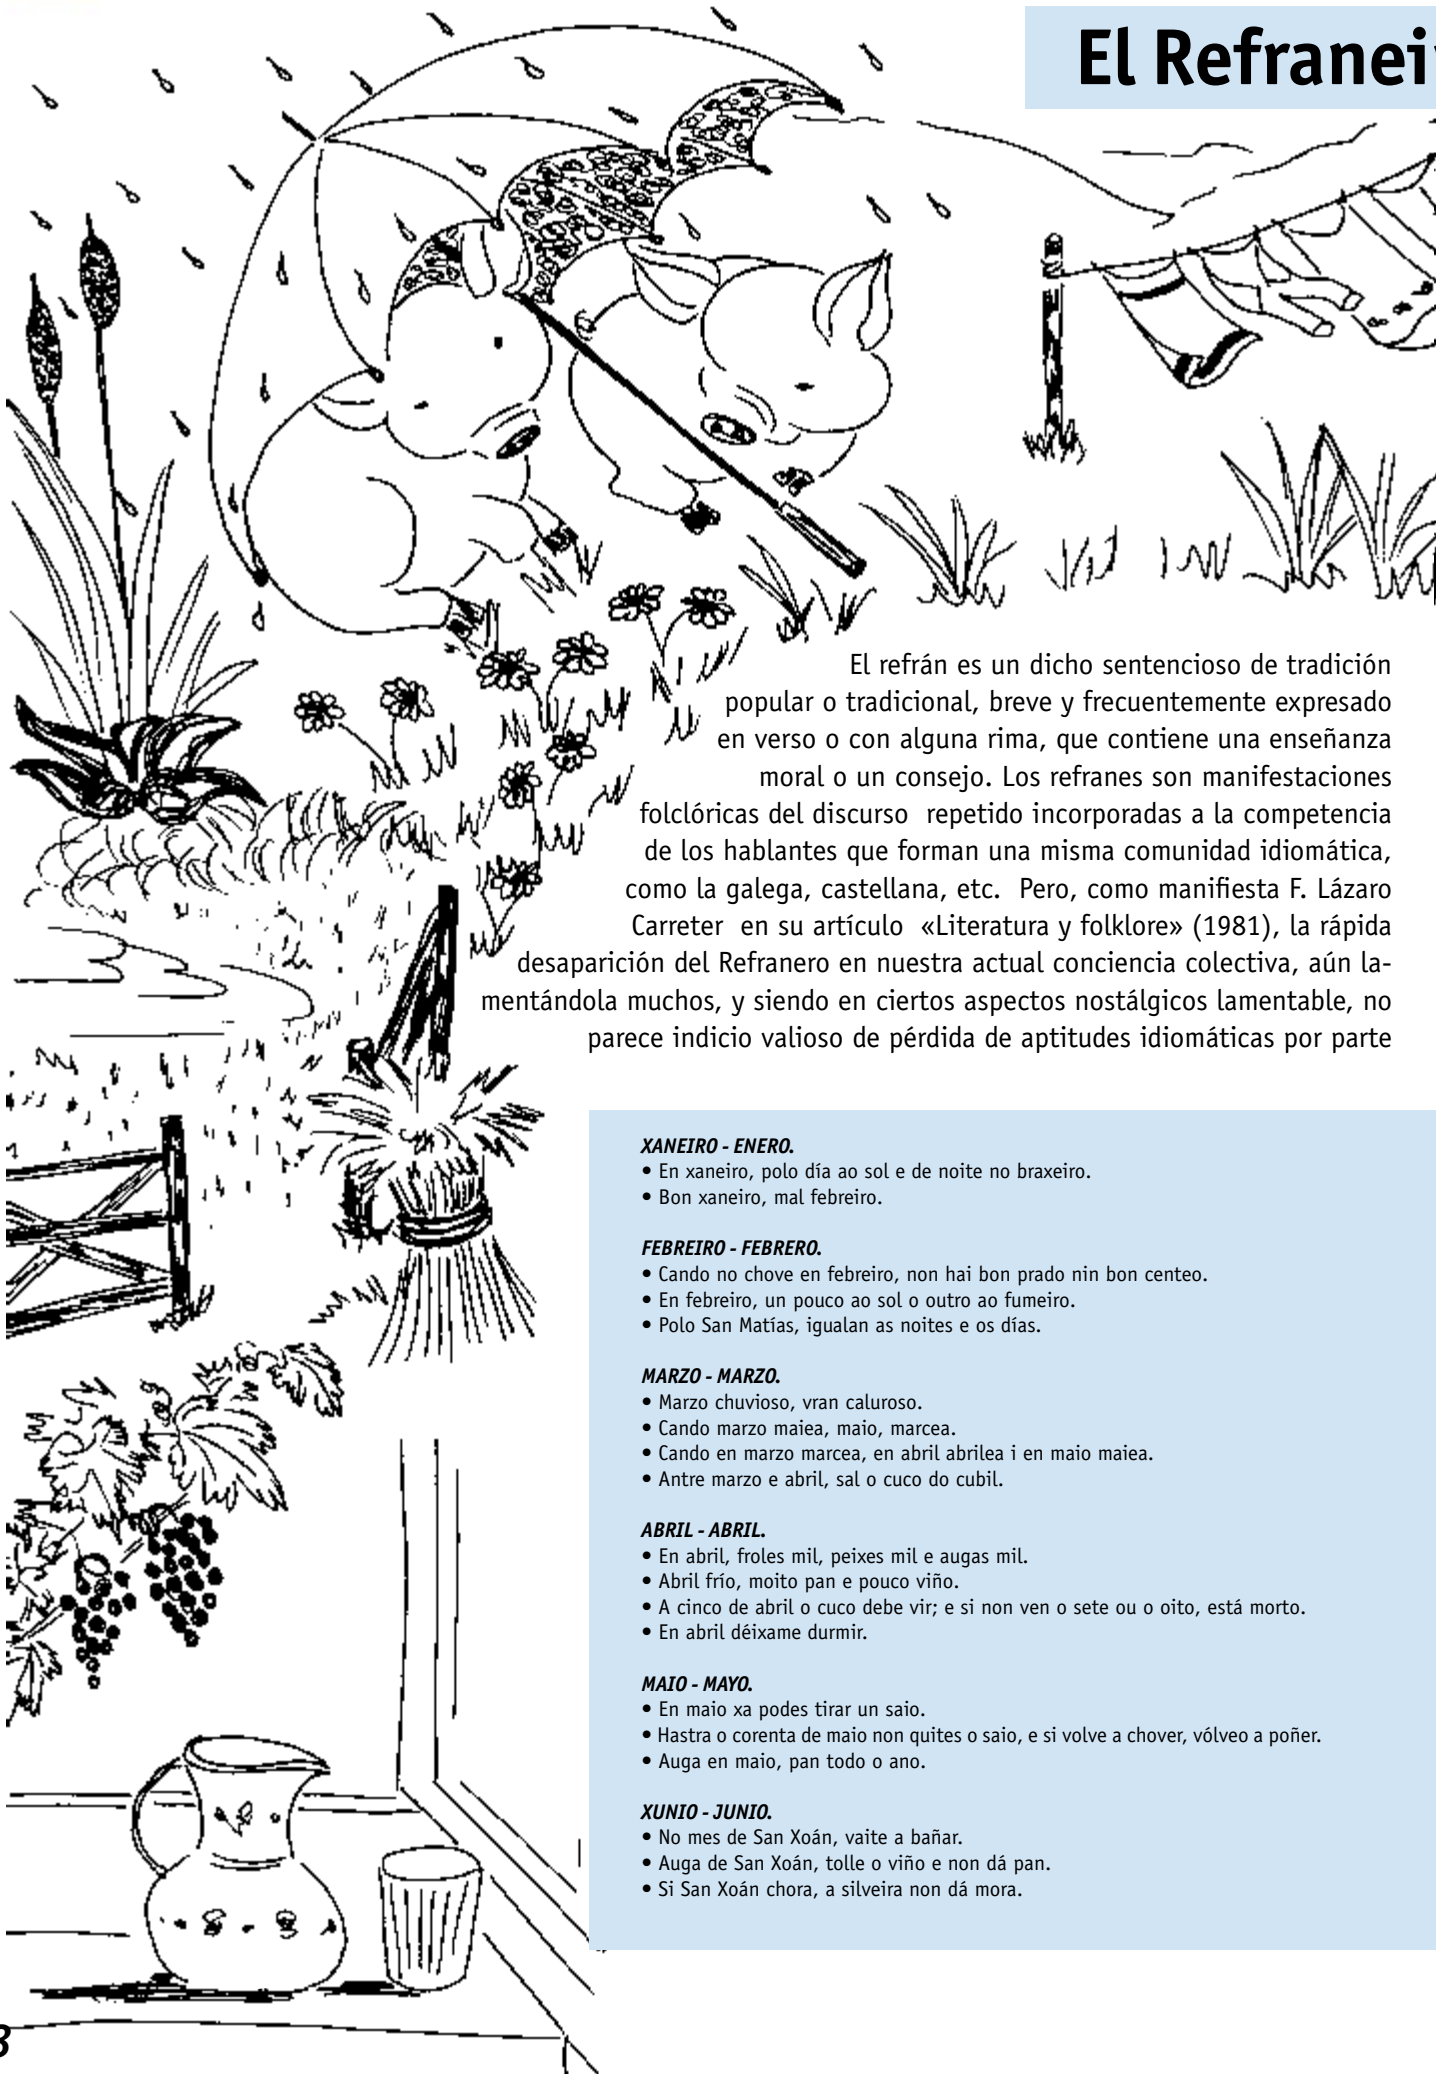 El Refranei
El refrán es un dicho sentencioso de tradición
popular o tradicional, breve y frecuentemente expresado
en verso o con alguna rima, que contiene una enseñanza
moral o un consejo. Los refranes son manifestaciones
folclóricas del discurso repetido incorporadas a la competencia
de los hablantes que forman una misma comunidad idiomática,
como la galega, castellana, etc. Pero, como manifiesta F. Lázaro
Carreter en su artículo «Literatura y folklore» (1981), la rápida
desaparición del Refranero en nuestra actual conciencia colectiva, aún la-
mentándola muchos, y siendo en ciertos aspectos nostálgicos lamentable, no
parece indicio valioso de pérdida de aptitudes idiomáticas por parte
XANEIRO - ENERO.
• En xaneiro, polo día ao sol e de noite no braxeiro.
• Bon xaneiro, mal febreiro.
FEBREIRO - FEBRERO.
• Cando no chove en febreiro, non hai bon prado nin bon centeo.
• En febreiro, un pouco ao sol o outro ao fumeiro.
• Polo San Matías, igualan as noites e os días.
MARZO - MARZO.
• Marzo chuvioso, vran caluroso.
• Cando marzo maiea, maio, marcea.
• Cando en marzo marcea, en abril abrilea i en maio maiea.
• Antre marzo e abril, sal o cuco do cubil.
ABRIL - ABRIL.
• En abril, froles mil, peixes mil e augas mil.
• Abril frío, moito pan e pouco viño.
• A cinco de abril o cuco debe vir; e si non ven o sete ou o oito, está morto.
• En abril déixame durmir.
MAIO - MAYO.
• En maio xa podes tirar un saio.
• Hastra o corenta de maio non quites o saio, e si volve a chover, vólveo a poñer.
• Auga en maio, pan todo o ano.
XUNIO - JUNIO.
• No mes de San Xoán, vaite a bañar.
• Auga de San Xoán, tolle o viño e non dá pan.
• Si San Xoán chora, a silveira non dá mora.